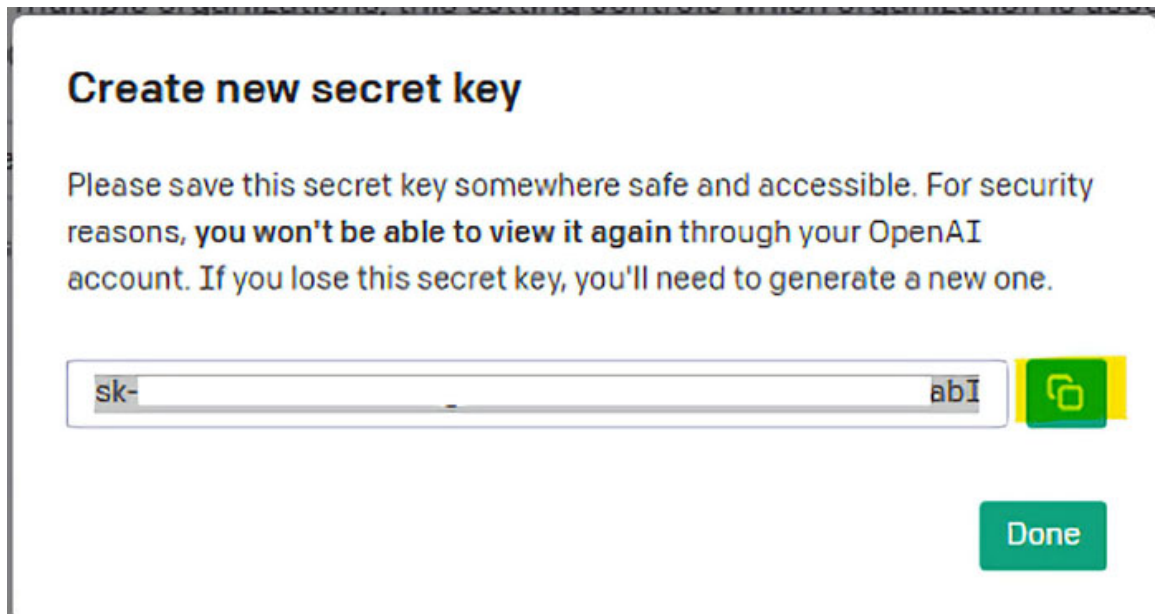 Create new secret key
Please save this secret key somewhere safe and accessible. For security
reasons, you won't be able to view it again through your OpenAI
account. If you lose this secret key, you'll need to generate a new one.
sk- abI
Done